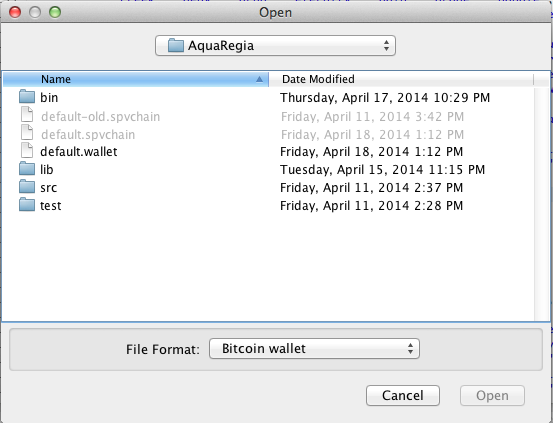 Open
AquaRegia
Name Date Modified
bin Thursday, April 17, 2014 10:29 PM
default-old.spvchain Friday, April 11, 2014 3:42 PM
default.spvchain Friday, April 18, 2014 1:12 PM
default.wallet Friday, April 18, 2014 1:12 PM
lib Tuesday, April 15, 2014 11:15 PM
src Friday, April 11, 2014 2:37 PM
test Friday, April 11, 2014 2:28 PM
File Format: Bitcoin wallet
Cancel Open